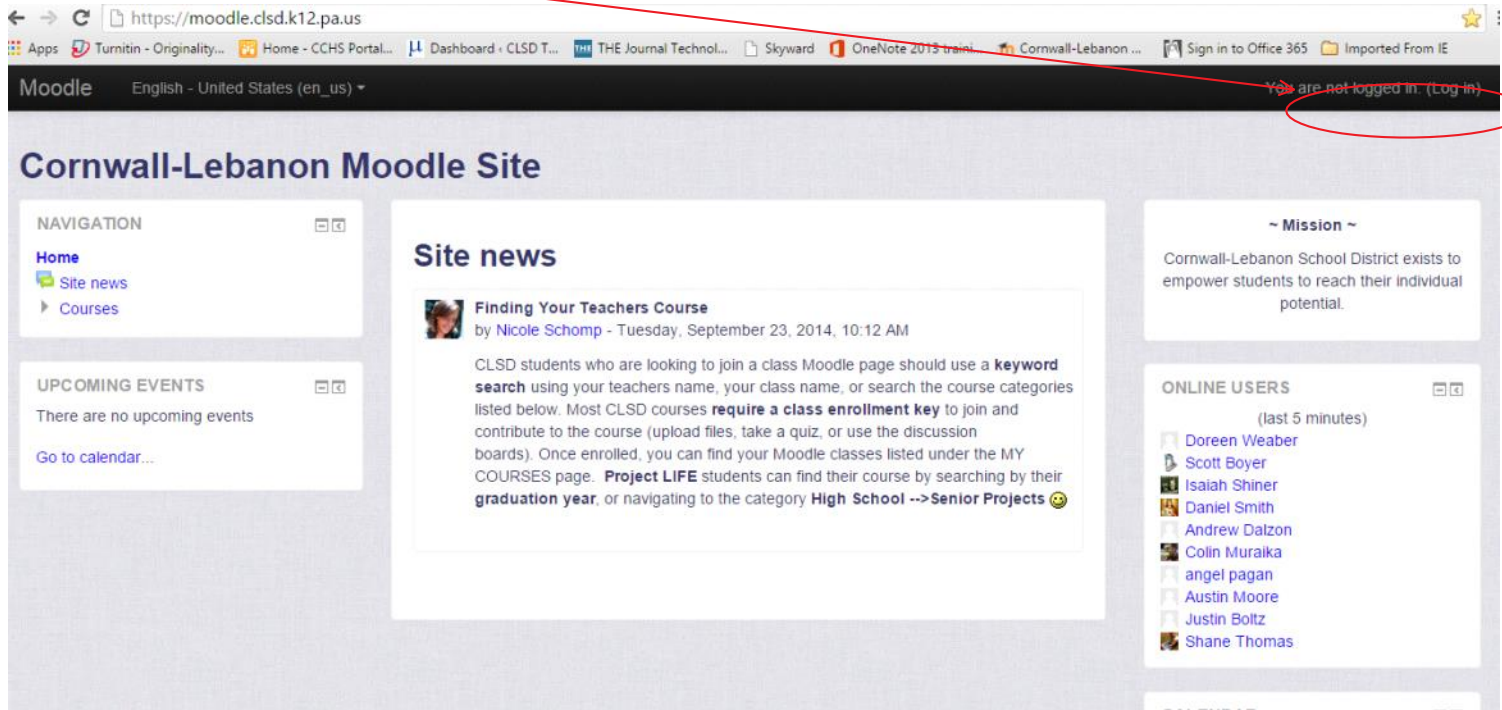 https://moodle.clsd.k12.pa.us
Apps Turnitin - Originality... Home - CCHS Portal... Dashboard ‹ CLSD T... THE Journal Technol... Skyward OneNote 2013 traini... Cornwall-Lebanon ... Sign in to Office 365 Imported From IE
Moodle English - United States (en_us) You are not logged in. (Log in)
Cornwall-Lebanon Moodle Site
NAVIGATION
Home
Site news
Courses
UPCOMING EVENTS
There are no upcoming events
Go to calendar...
Site news
Finding Your Teachers Course
by Nicole Schomp - Tuesday, September 23, 2014, 10:12 AM
CLSD students who are looking to join a class Moodle page should use a keyword
search using your teachers name, your class name, or search the course categories
listed below. Most CLSD courses require a class enrollment key to join and
contribute to the course (upload files, take a quiz, or use the discussion
boards). Once enrolled, you can find your Moodle classes listed under the MY
COURSES page. Project LIFE students can find their course by searching by their
graduation year, or navigating to the category High School -->Senior Projects
~ Mission ~
Cornwall-Lebanon School District exists to
empower students to reach their individual
potential.
ONLINE USERS
(last 5 minutes)
Doreen Weaber
Scott Boyer
Isaiah Shiner
Daniel Smith
Andrew Dalzon
Colin Muraika
angel pagan
Austin Moore
Justin Boltz
Shane Thomas